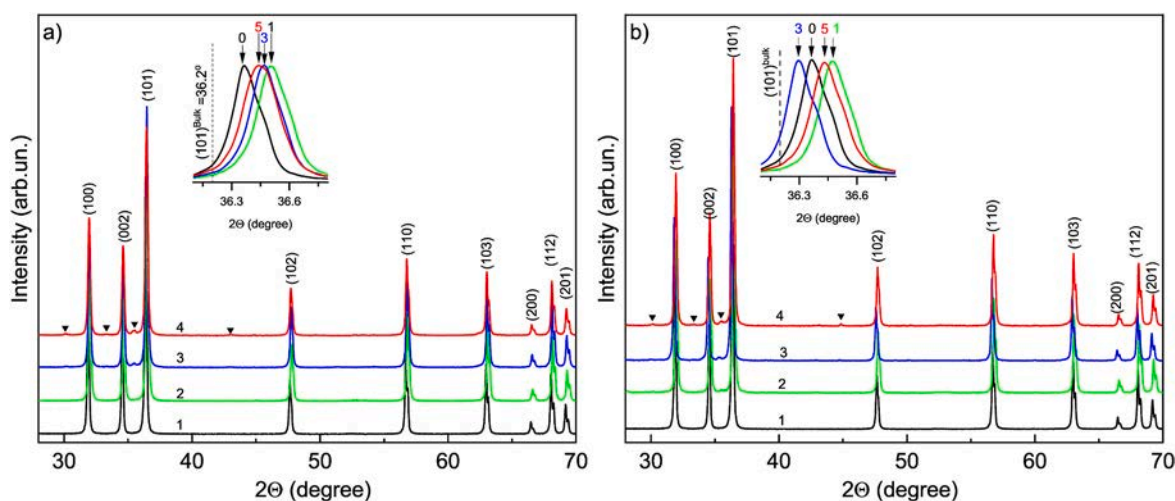 a)
5 1
0 3
(101)ᴮᵘˡᵏ =36.2⁰
36.3 36.6
2Θ (degree)
(100)
(002)
(101)
(102)
(110)
(103)
(200)
(112)
(201)
4
3
2
1
Intensity (arb.un.)
30 40 50 60 70
2Θ (degree)
b)
3 0 5 1
(101)ᵇᵘˡᵏ
36.3 36.6
2Θ (degree)
(100)
(002)
(101)
(102)
(110)
(103)
(200)
(112)
(201)
4
3
2
1
Intensity (arb.un.)
30 40 50 60 70
2Θ (degree)